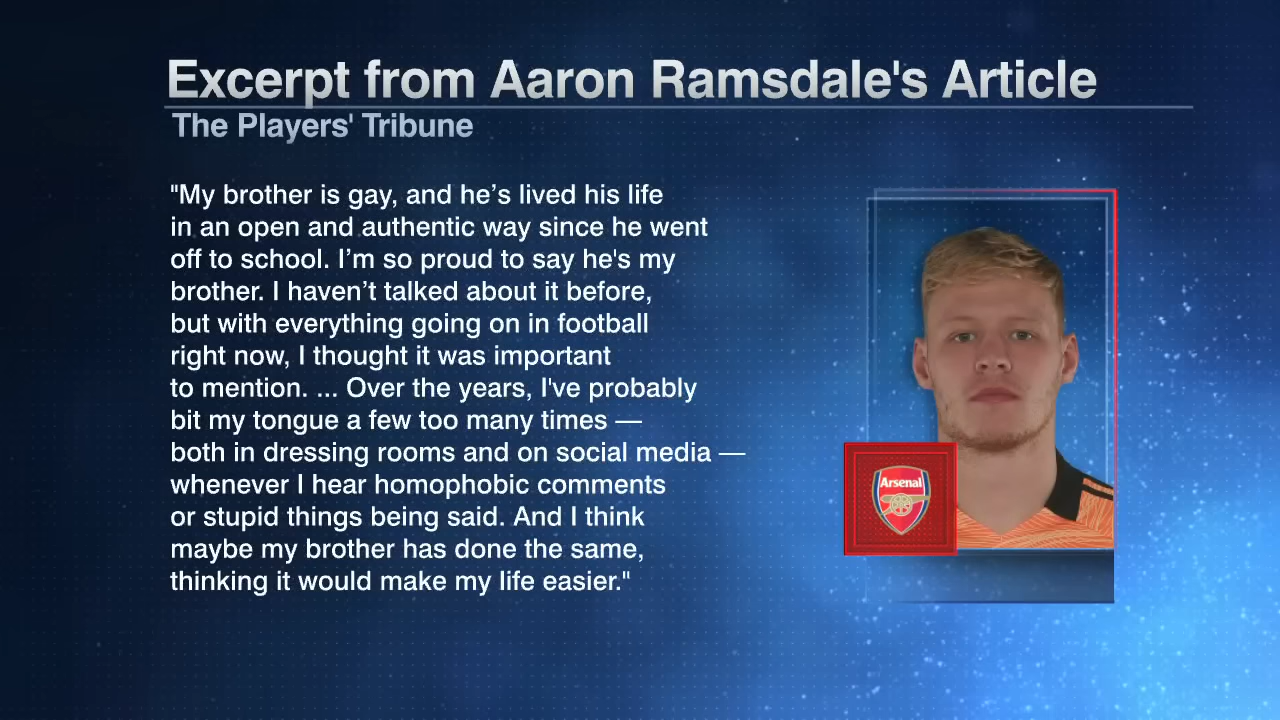 Excerpt from Aaron Ramsdale's Article
The Players' Tribune
"My brother is gay, and he’s lived his life
in an open and authentic way since he went
off to school. I’m so proud to say he's my
brother. I haven’t talked about it before,
but with everything going on in football
right now, I thought it was important
to mention. ... Over the years, I've probably
bit my tongue a few too many times —
both in dressing rooms and on social media —
whenever I hear homophobic comments
or stupid things being said. And I think
maybe my brother has done the same,
thinking it would make my life easier."
Arsenal